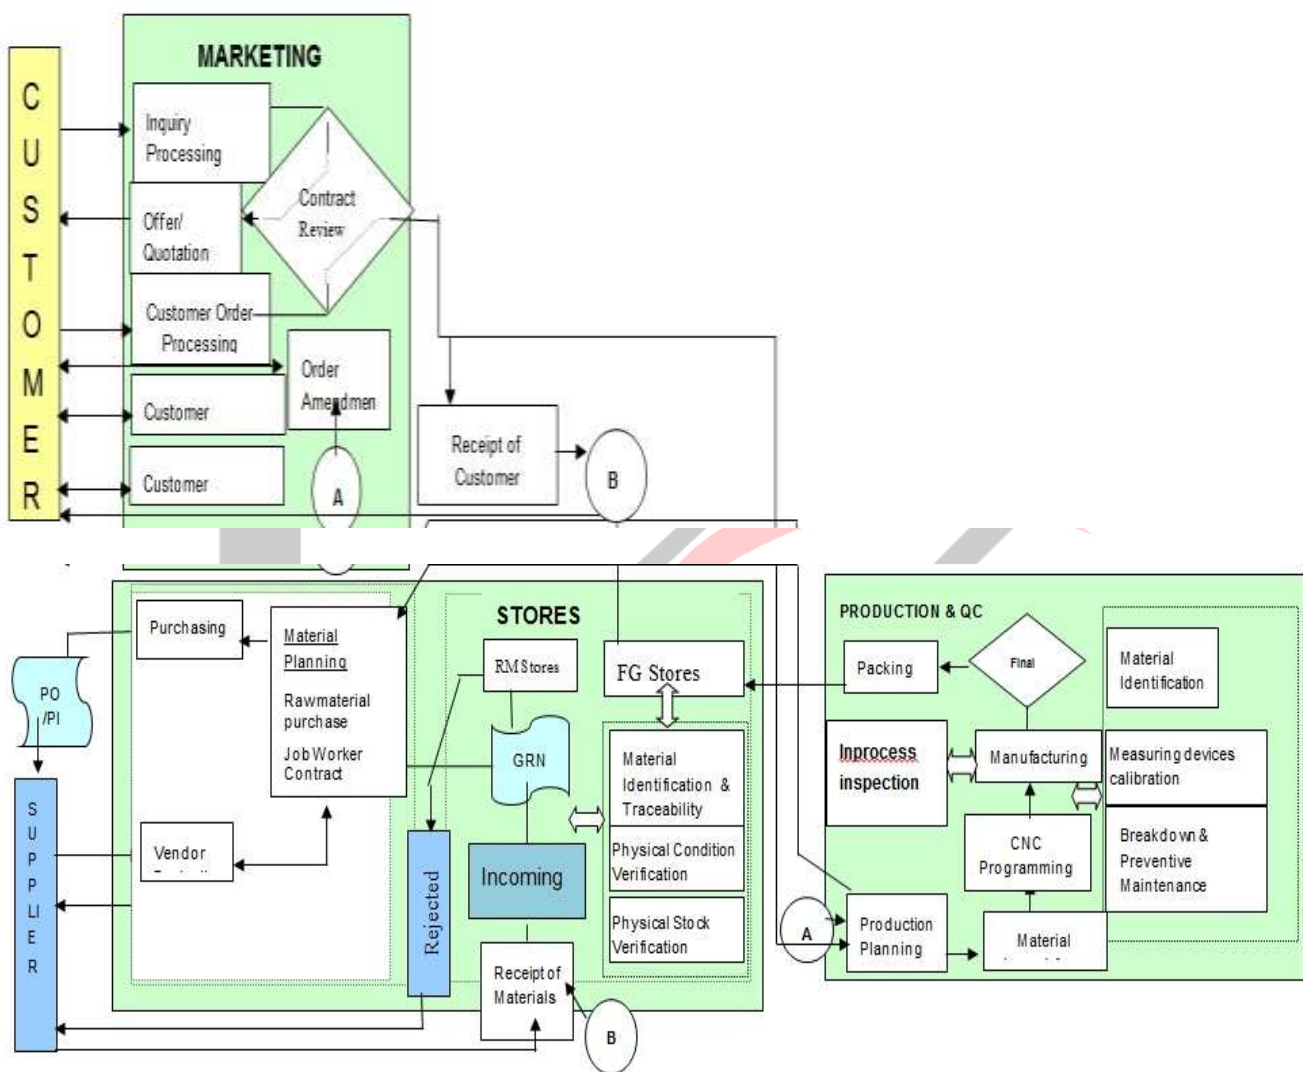 MARKETING
CUSTOMER
Inquiry
Processing
Contract
Review
Offer/
Quotation
Customer Order
Processing
Order
Amendmen
Customer
Customer
A
Receipt of
Customer
B
STORES
PRODUCTION & QC
Purchasing
Material
Planning
Rawmaterial
purchase
Job Worker
Contract
PO
/PI
SUPPLIER
Vendor
RM Stores
FG Stores
GRN
Material
Identification &
Traceability
Physical Condition
Verification
Physical Stock
Verification
Incoming
Rejected
Receipt of
Materials
B
Packing
Final
Material
Identification
Inprocess
inspection
Manufacturing
Measuring devices
calibration
CNC
Programming
Breakdown &
Preventive
Maintenance
A
Production
Planning
Material